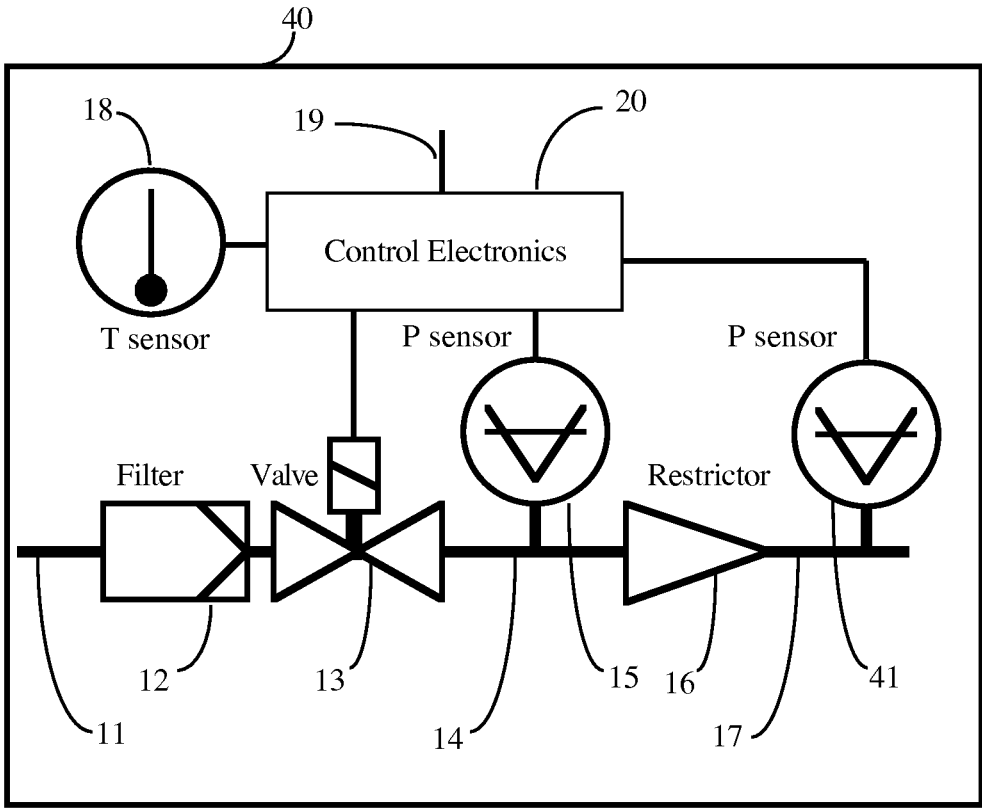 40
18
19
20
Control Electronics
T sensor
P sensor
P sensor
Filter
Valve
Restrictor
12
13
15
16
41
11
14
17